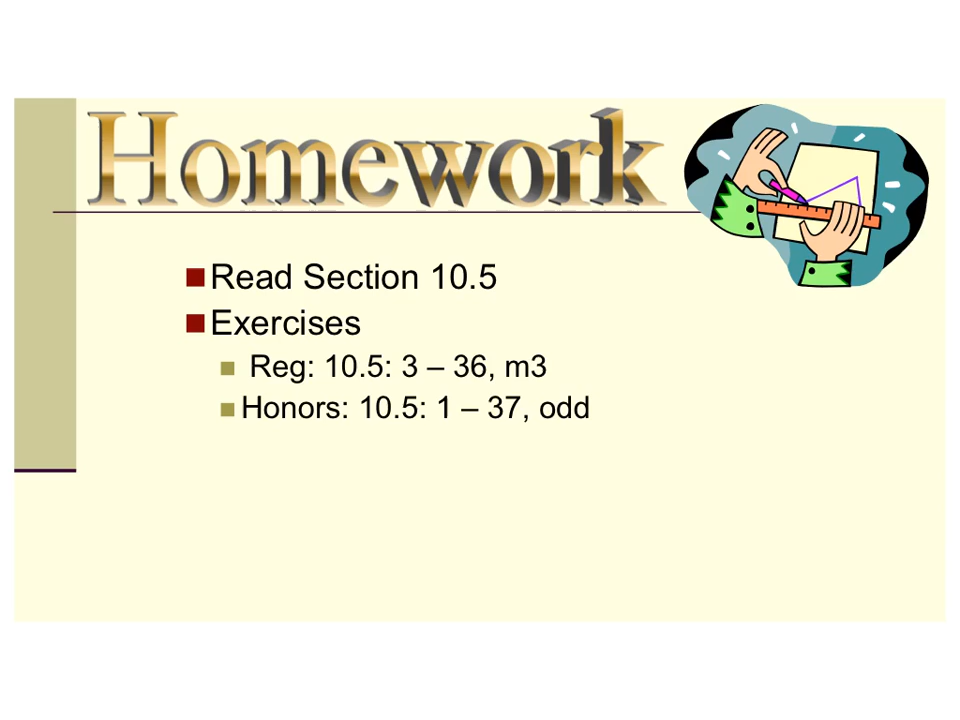 Homework
Read Section 10.5
Exercises
Reg: 10.5: 3 – 36, m3
Honors: 10.5: 1 – 37, odd